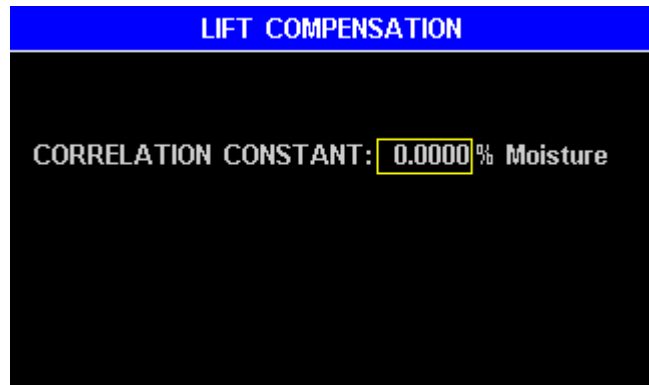 LIFT COMPENSATION
CORRELATION CONSTANT: 0.0000 % Moisture